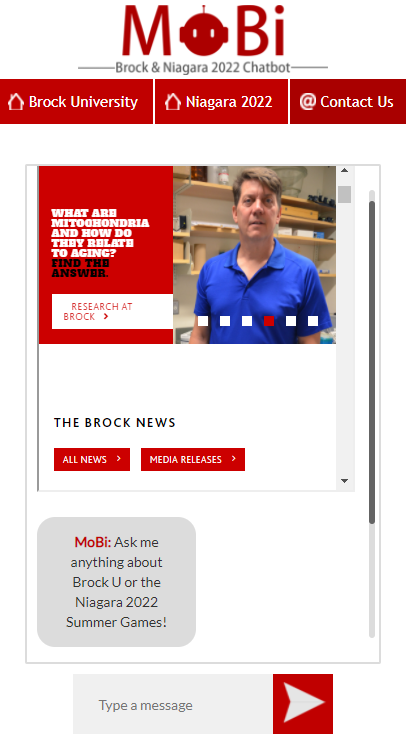 MoBi
Brock & Niagara 2022 Chatbot
Brock University
Niagara 2022
@ Contact Us
WHAT ARE
MITOCHONDRIA
AND HOW DO
THEY RELATE
TO AGING?
FIND THE
ANSWER.
RESEARCH AT
BROCK >
THE BROCK NEWS
ALL NEWS >
MEDIA RELEASES >
MoBi: Ask me
anything about
Brock U or the
Niagara 2022
Summer Games!
Type a message